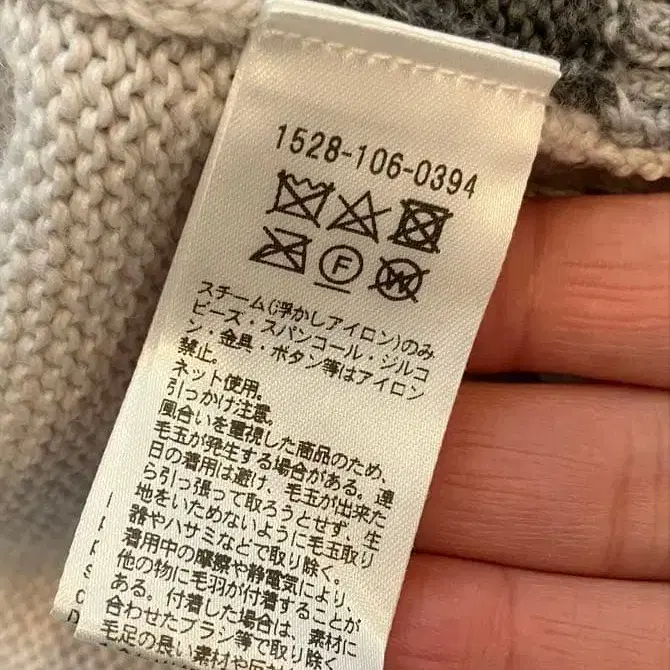 1528-106-0394
F
W
スチーム(浮かしアイロン)のみ
ビーズ・スパンコール・シルコ
ン・金具・ボタン等はアイロン
禁止。
ネット使用。
引っかけ注意。
風合いを重視した商品のため、
毛玉が発生する場合がある。連
日の着用は避け、毛玉が出来た
ら引っ張って取ろうとせず、生
地をいためないように毛玉取り
器やハサミなどで取り除く。
着用中の摩擦や静電気により、
他の物に毛羽が付着することが
ある。付着した場合は、素材に
合わせたブラシ等で取り除く
毛足の長い素材や